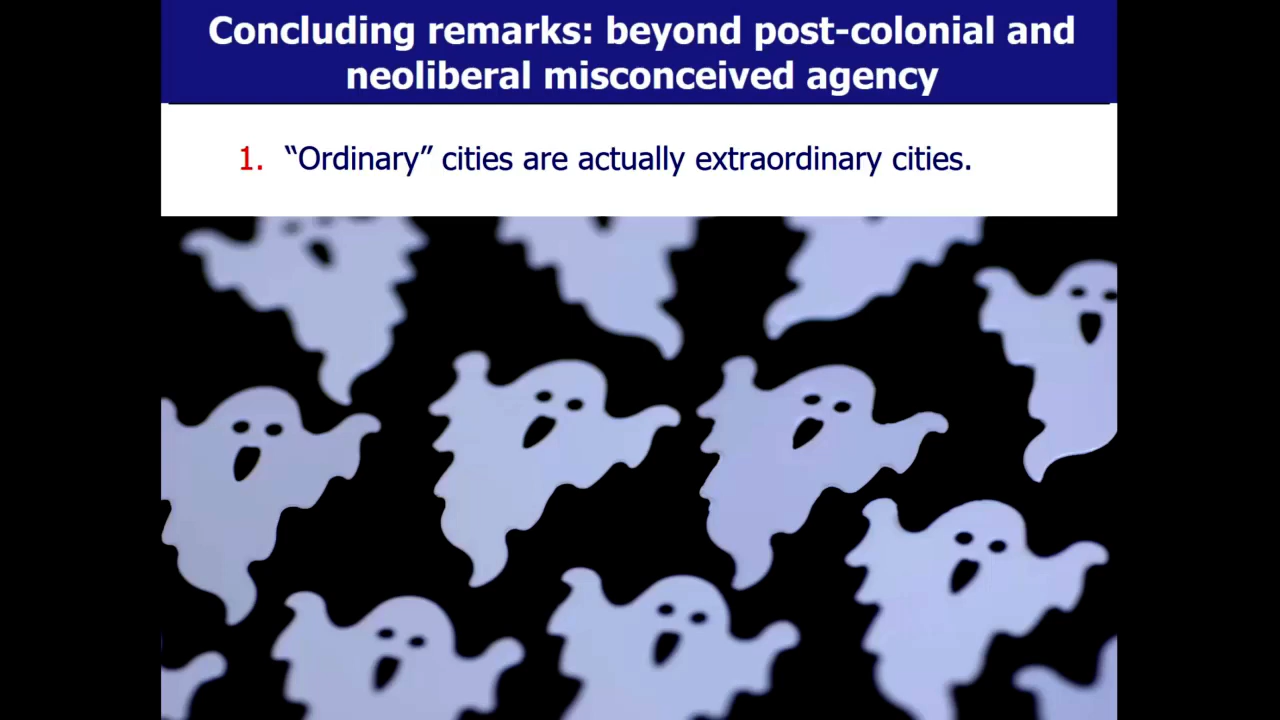 Concluding remarks: beyond post-colonial and
neoliberal misconceived agency
1. “Ordinary” cities are actually extraordinary cities.